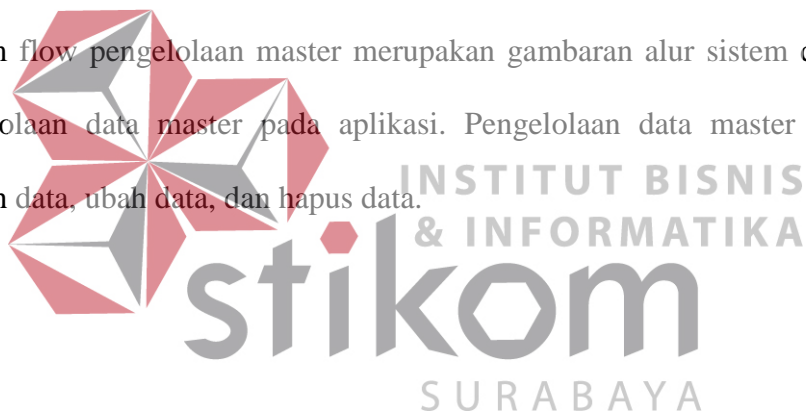 n flow pengelolaan master merupakan gambaran alur sistem d
olaan data master pada aplikasi. Pengelolaan data master
n data, ubah data, dan hapus data.
INSTITUT BISNIS
& INFORMATIKA
stikom
SURABAYA